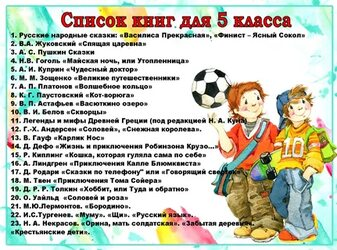 Список книг для 5 класса
1. Русские народные сказки: «Василиса Прекрасная», «Финист – Ясный Сокол»
2. В.А. Жуковский «Спящая царевна»
3. А. С. Пушкин Сказки
4. Н.В. Гоголь «Майская ночь, или Утопленница»
5. А. И. Куприн «Чудесный доктор»
6. М. М. Зощенко «Великие путешественники»
7. А. П. Платонов «Волшебное кольцо»
8. К. Г. Паустовский «Кот-ворюга»
9. В. П. Астафьев «Васюткино озеро»
10. В. И. Белов «Скворцы»
11. Легенды и мифы Древней Греции (под редакцией Н. А. Куна)
12. Г.-Х. Андерсен «Соловей», «Снежная королева».
13. В. Гауф «Карлик Нос»
14. Д. Дефо «Жизнь и приключения Робинзона Крузо...»
15. Р. Киплинг «Кошка, которая гуляла сама по себе»
16. А. Линдгрен «Приключения Калле Блюмквиста»
17. Д. Родари «Сказки по телефону" или «Говорящий сверток»
18. М. Твен «Приключения Тома Сойера»
19. Д. Р. Р. Толкин «Хоббит, или Туда и обратно»
20. О. Уайльд «Соловей и роза»
21. М.Ю.Лермонтов. «Бородино».
22. И.С.Тургенев. «Муму». «Щи». «Русский язык».
23. Н. А. Некрасов. «Орина, мать солдатская». «Забытая деревня».
«Крестьянские дети».